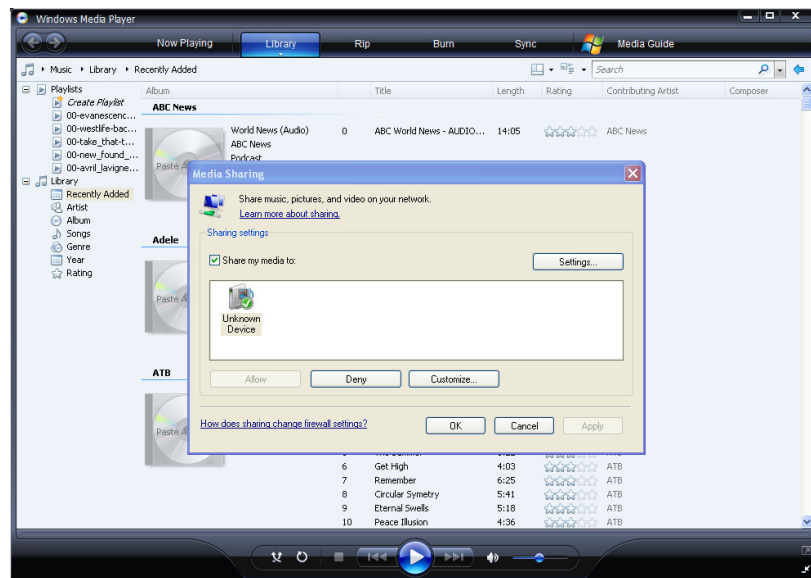 Windows Media Player
Now Playing Library Rip Burn Sync Media Guide
Music Library Recently Added
Search
Playlists
Create Playlist
00-evanescenc...
00-westlife-bac...
00-take_that-t...
00-new_found_...
00-avril_lavigne...
Library
Recently Added
Artist
Album
Songs
Genre
Year
Rating
Album Title Length Rating Contributing Artist Composer
ABC News
World News (Audio) 0 ABC World News - AUDIO... 14:05 ABC News
ABC News
Podcast
Paste A
Adele
Paste A
ATB
Paste A
Media Sharing
Share music, pictures, and video on your network.
Learn more about sharing.
Sharing settings
Share my media to:
Settings...
Unknown
Device
Allow Deny Customize...
How does sharing change firewall settings?
OK Cancel Apply
6 Get High 4:03 ATB
7 Remember 6:25 ATB
8 Circular Symetry 5:41 ATB
9 Eternal Swells 5:18 ATB
10 Peace Illusion 4:36 ATB